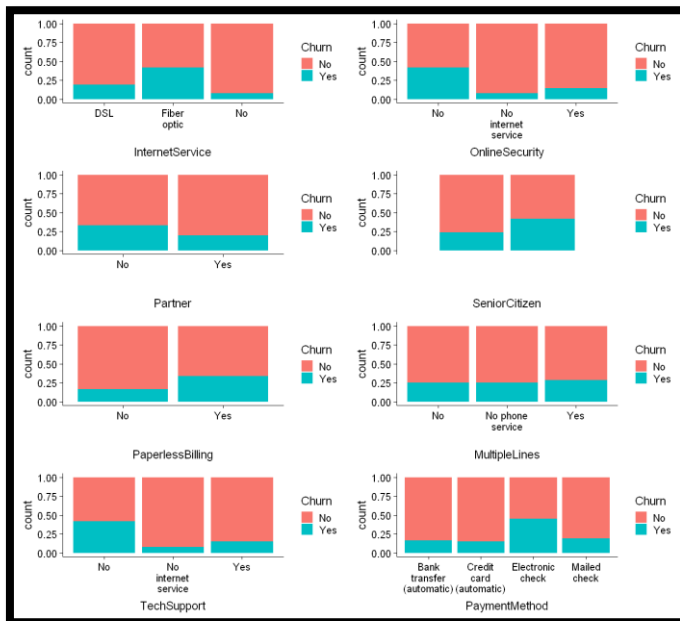 1.00
0.75
0.50
0.25
0.00
count
DSL
Fiber
optic
No
InternetService
Churn
No
Yes
1.00
0.75
0.50
0.25
0.00
count
No
No
internet
service
Yes
OnlineSecurity
Churn
No
Yes
1.00
0.75
0.50
0.25
0.00
count
No
Yes
Partner
Churn
No
Yes
1.00
0.75
0.50
0.25
0.00
count
SeniorCitizen
Churn
No
Yes
1.00
0.75
0.50
0.25
0.00
count
No
Yes
PaperlessBilling
Churn
No
Yes
1.00
0.75
0.50
0.25
0.00
count
No
No phone
service
Yes
MultipleLines
Churn
No
Yes
1.00
0.75
0.50
0.25
0.00
count
No
No
internet
service
Yes
TechSupport
Churn
No
Yes
1.00
0.75
0.50
0.25
0.00
count
Bank
transfer
(automatic)
Credit
card
(automatic)
Electronic
check
Mailed
check
PaymentMethod
Churn
No
Yes